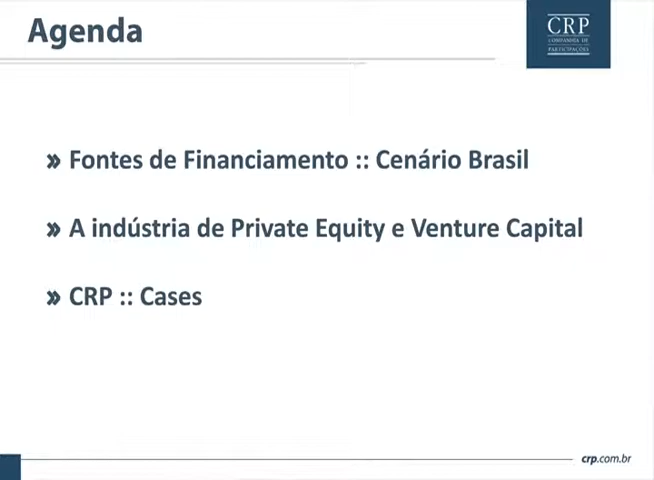 Agenda
CRP
COMPANHIA DE
PARTICIPAÇÕES
» Fontes de Financiamento :: Cenário Brasil
» A indústria de Private Equity e Venture Capital
» CRP :: Cases
crp.com.br